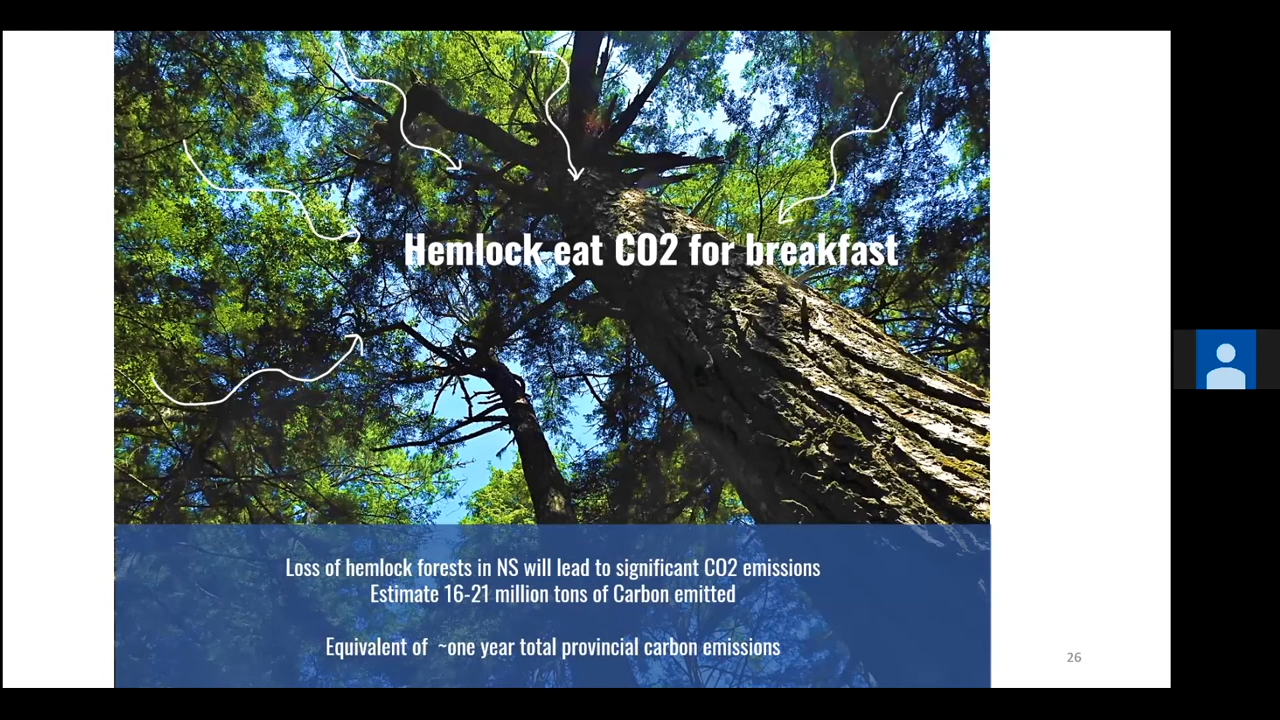 Hemlock eat CO2 for breakfast
Loss of hemlock forests in NS will lead to significant CO2 emissions
Estimate 16-21 million tons of Carbon emitted
Equivalent of ~one year total provincial carbon emissions
26